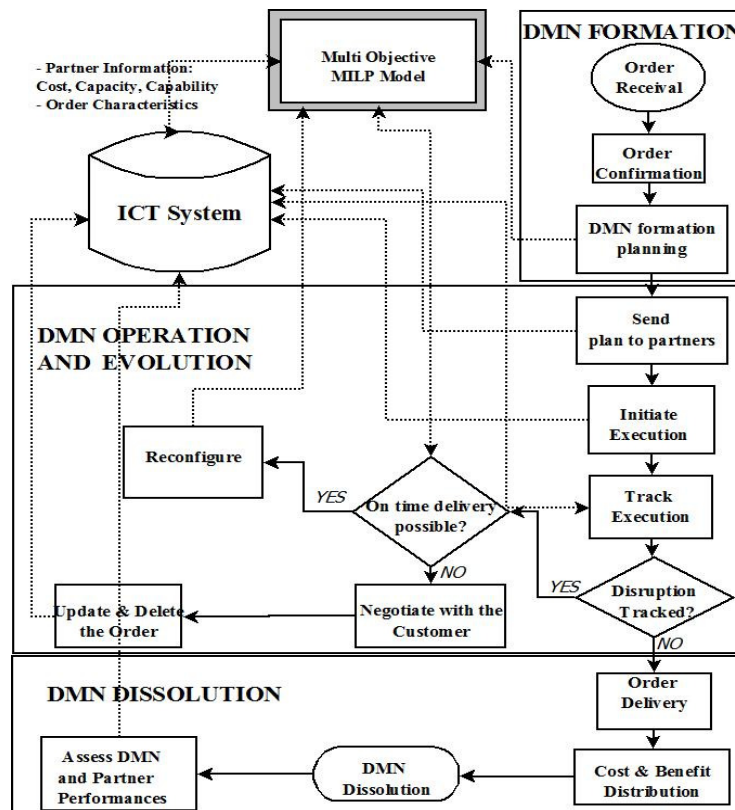 DMN FORMATION
Order
Receival
Order
Confirmation
DMN formation
planning
Multi Objective
MILP Model
- Partner Information:
Cost, Capacity, Capability
- Order Characteristics
ICT System
DMN OPERATION
AND EVOLUTION
Send
plan to partners
Initiate
Execution
Track
Execution
Disruption
Tracked?
YES
NO
On time delivery
possible?
YES
NO
Reconfigure
Negotiate with the
Customer
Update & Delete
the Order
DMN DISSOLUTION
Order
Delivery
Cost & Benefit
Distribution
DMN
Dissolution
Assess DMN
and Partner
Performances